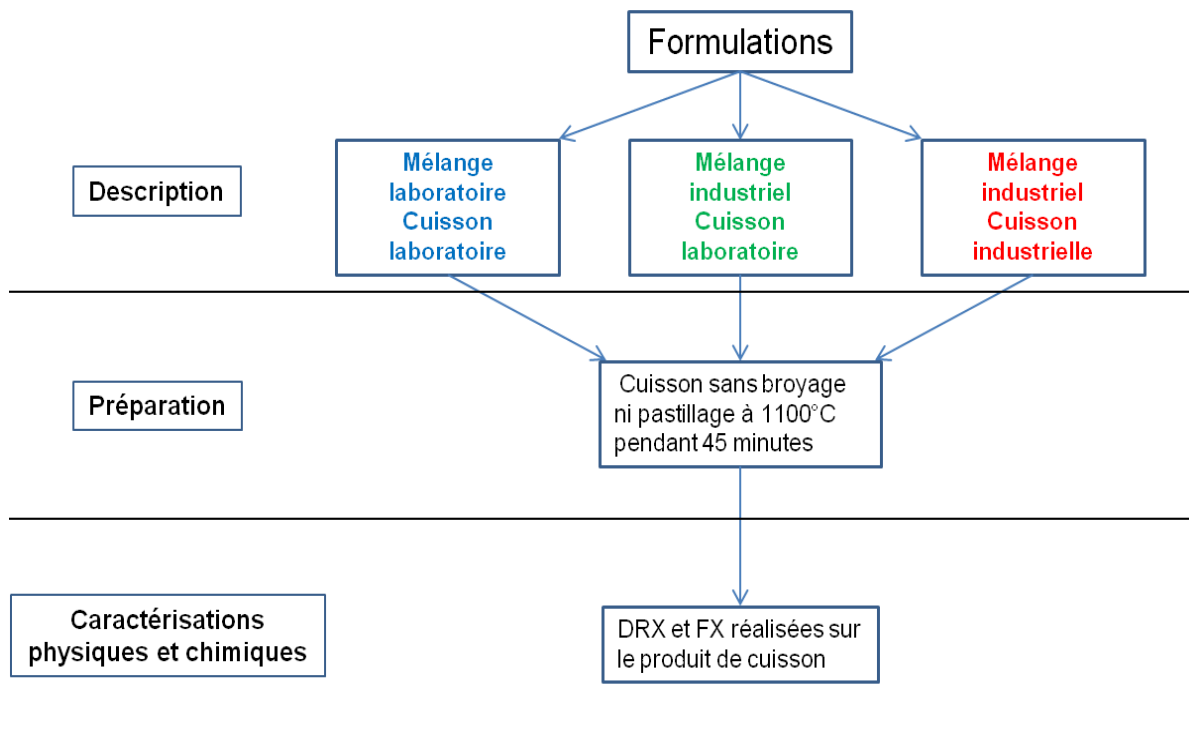 Formulations
Description
Mélange
laboratoire
Cuisson
laboratoire
Mélange
industriel
Cuisson
laboratoire
Mélange
industriel
Cuisson
industrielle
Préparation
Cuisson sans broyage
ni pastillage à 1100°C
pendant 45 minutes
Caractérisations
physiques et chimiques
DRX et FX réalisées sur
le produit de cuisson